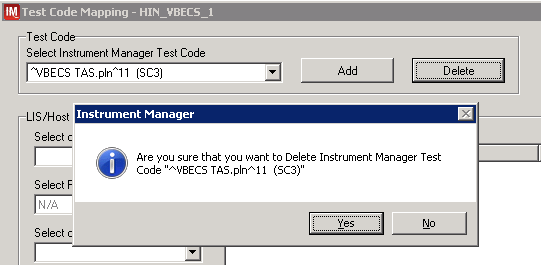 IM Test Code Mapping - HIN_VBECS_1
Test Code
Select Instrument Manager Test Code
^VBECS TAS.pln^11 (SC3)
Add
Delete
LIS/Host
Instrument Manager
Select c
Are you sure that you want to Delete Instrument Manager Test
Code "^VBECS TAS.pln^11 (SC3)"
Select F
N/A
Yes
No
Select c